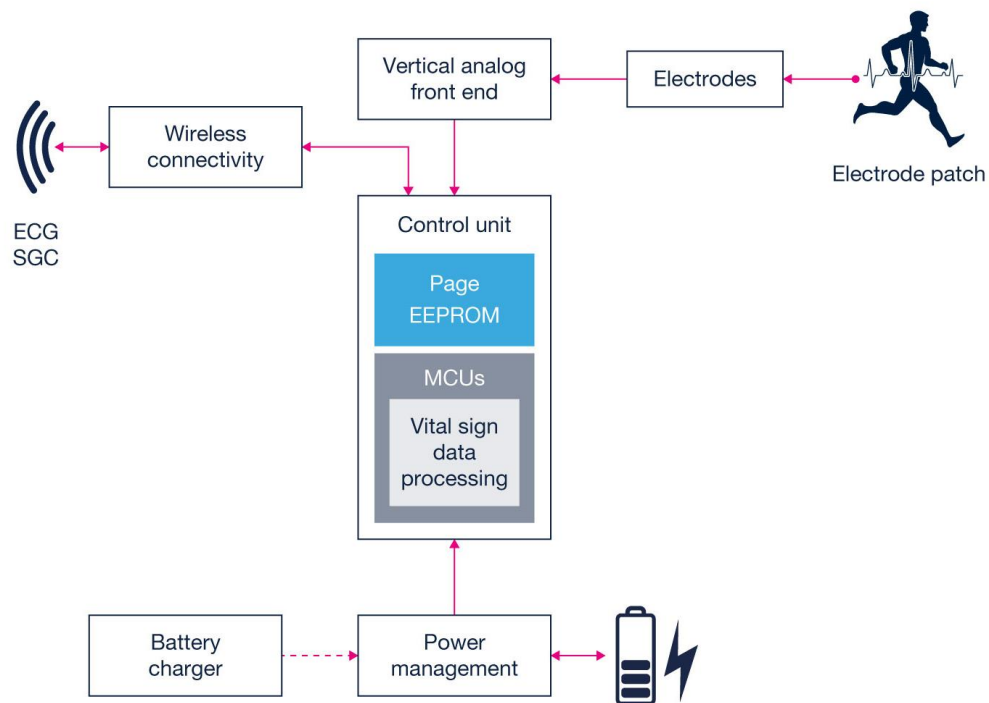 Vertical analog
front end
Electrodes
Electrode patch
Wireless
connectivity
ECG
SGC
Control unit
Page
EEPROM
MCUs
Vital sign
data
processing
Battery
charger
Power
management